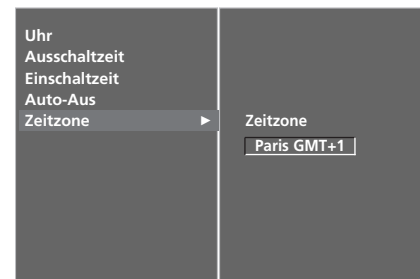 Uhr
Ausschaltzeit
Einschaltzeit
Auto-Aus
Zeitzone ► Zeitzone
Paris GMT+1